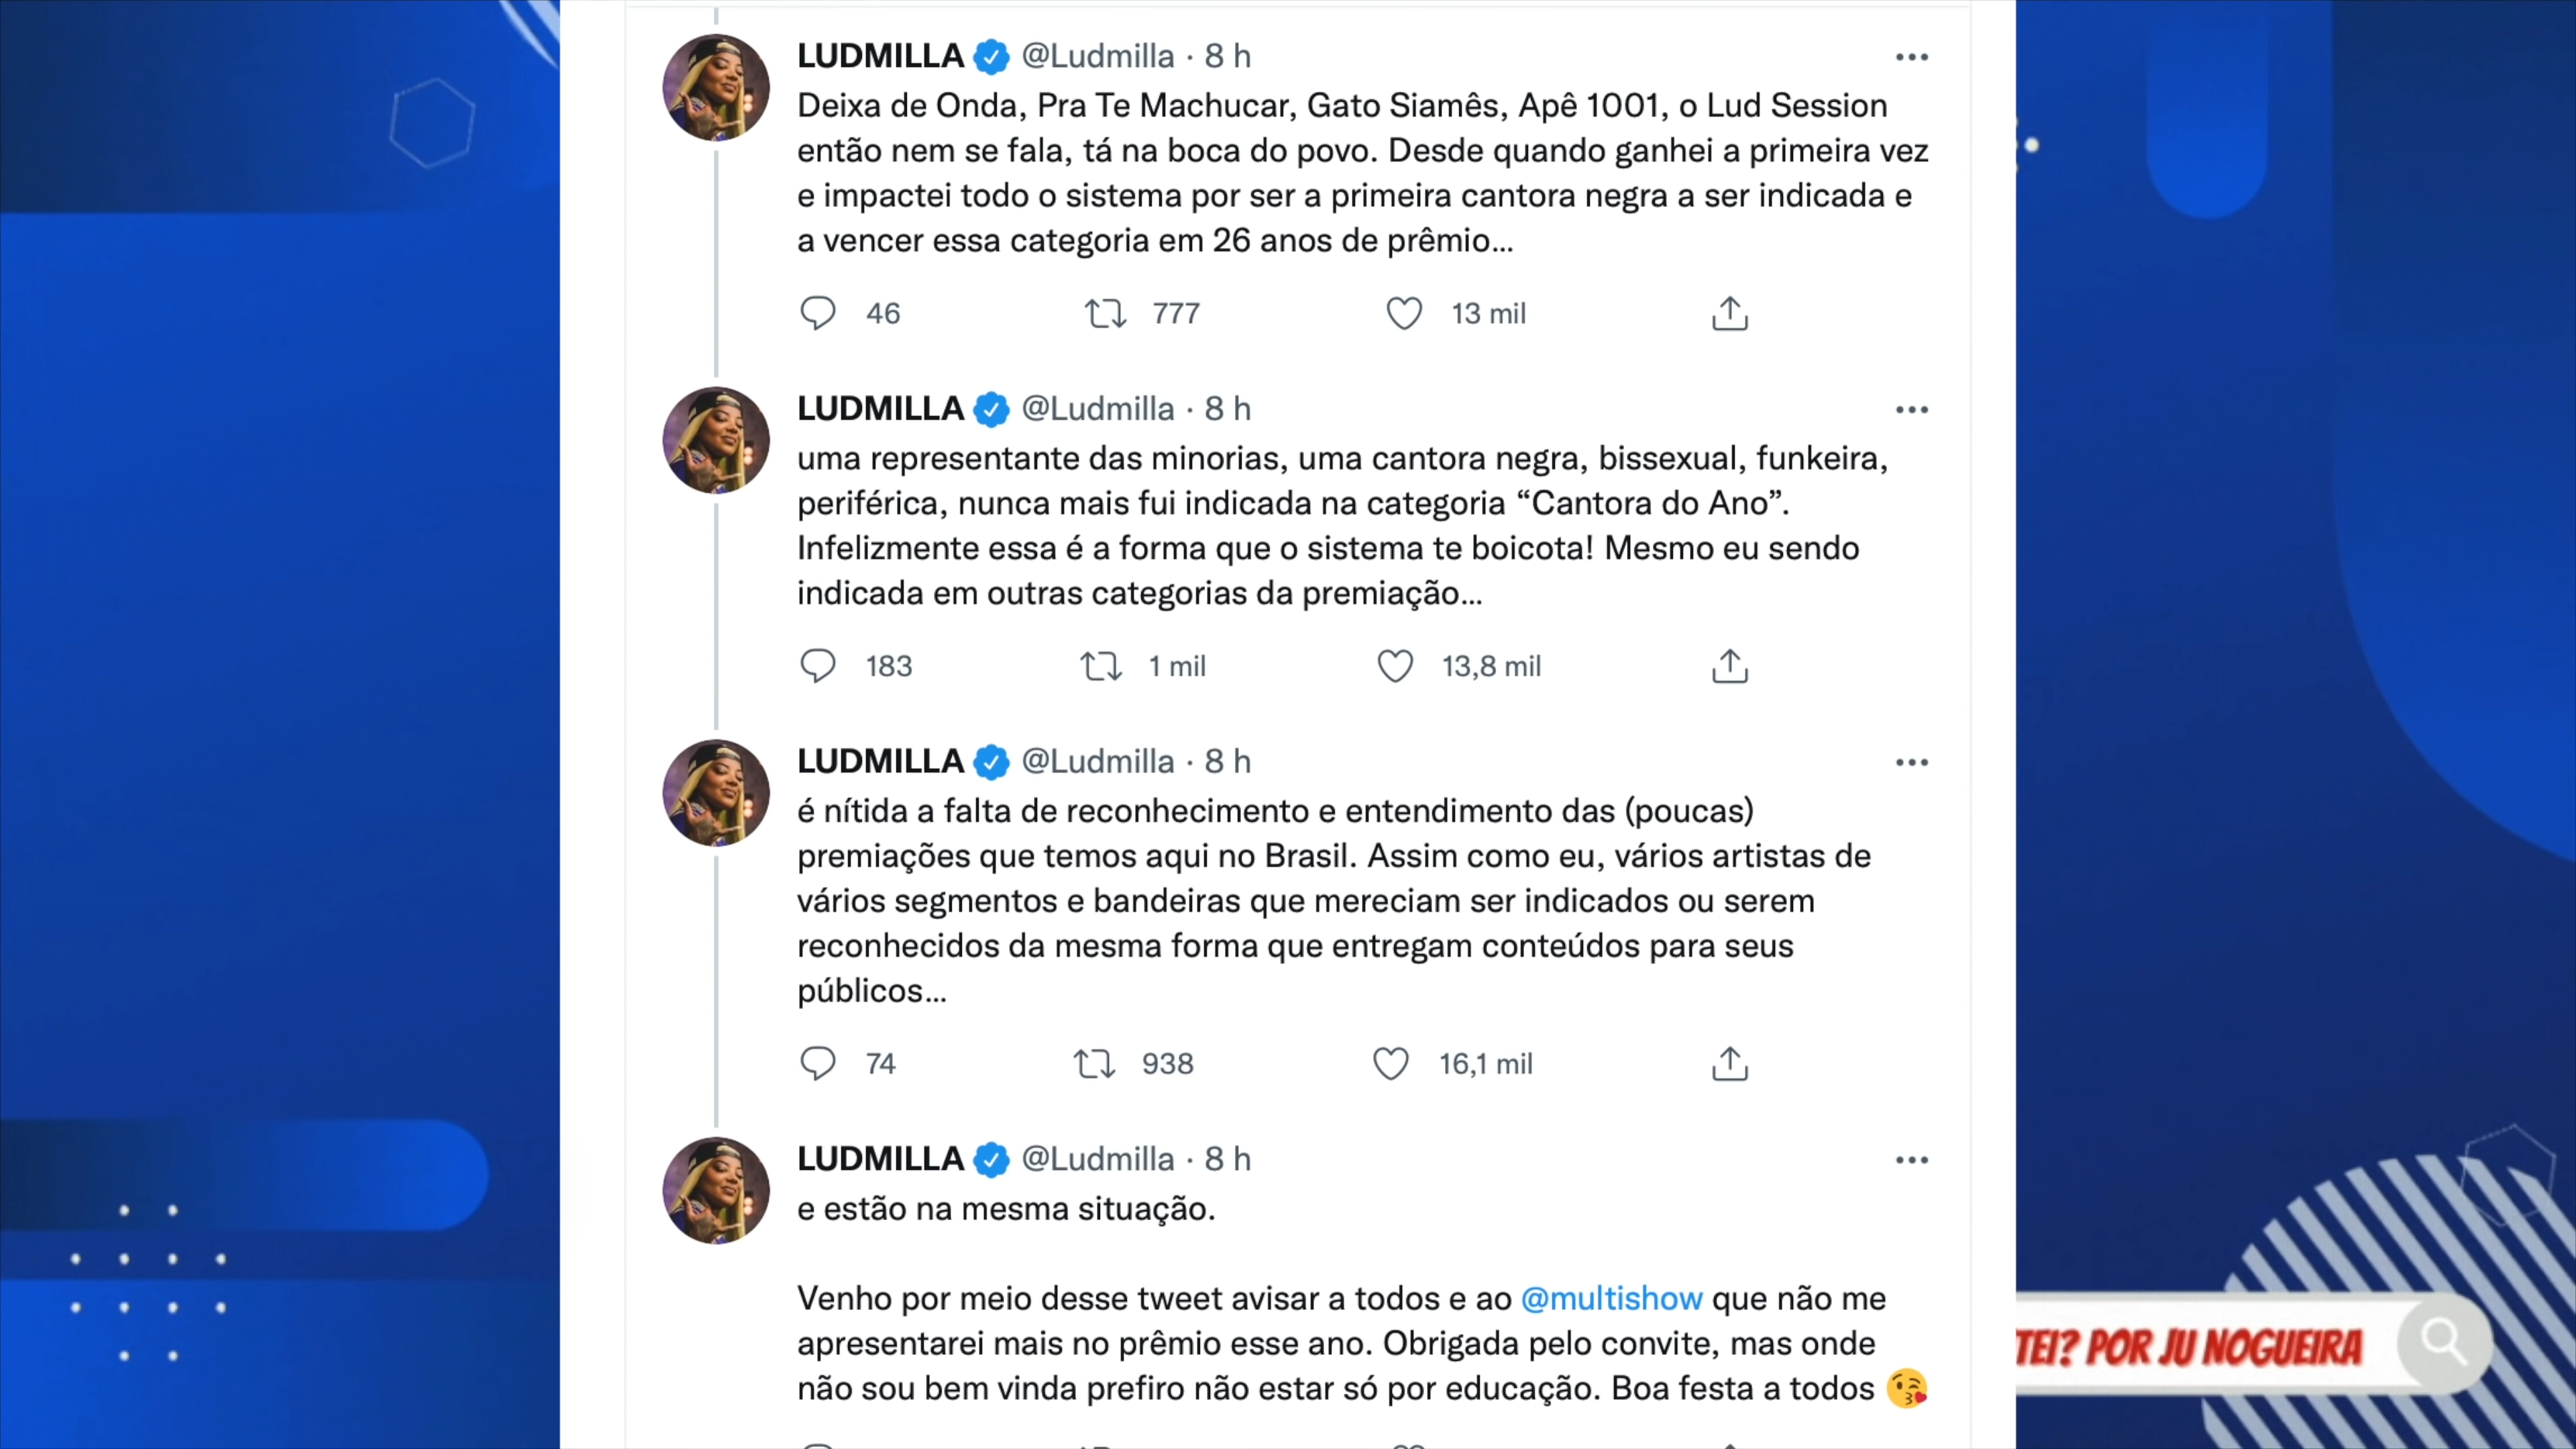 LUDMILLA @Ludmilla · 8 h
Deixa de Onda, Pra Te Machucar, Gato Siamês, Apê 1001, o Lud Session
então nem se fala, tá na boca do povo. Desde quando ganhei a primeira vez
e impactei todo o sistema por ser a primeira cantora negra a ser indicada e
a vencer essa categoria em 26 anos de prêmio...
46 777 13 mil
LUDMILLA @Ludmilla · 8 h
uma representante das minorias, uma cantora negra, bissexual, funkeira,
periférica, nunca mais fui indicada na categoria “Cantora do Ano”.
Infelizmente essa é a forma que o sistema te boicota! Mesmo eu sendo
indicada em outras categorias da premiação...
183 1 mil 13,8 mil
LUDMILLA @Ludmilla · 8 h
é nítida a falta de reconhecimento e entendimento das (poucas)
premiações que temos aqui no Brasil. Assim como eu, vários artistas de
vários segmentos e bandeiras que mereciam ser indicados ou serem
reconhecidos da mesma forma que entregam conteúdos para seus
públicos...
74 938 16,1 mil
LUDMILLA @Ludmilla · 8 h
e estão na mesma situação.
Venho por meio desse tweet avisar a todos e ao @multishow que não me
apresentarei mais no prêmio esse ano. Obrigada pelo convite, mas onde
não sou bem vinda prefiro não estar só por educação. Boa festa a todos 😘
TEI? POR JU NOGUEIRA